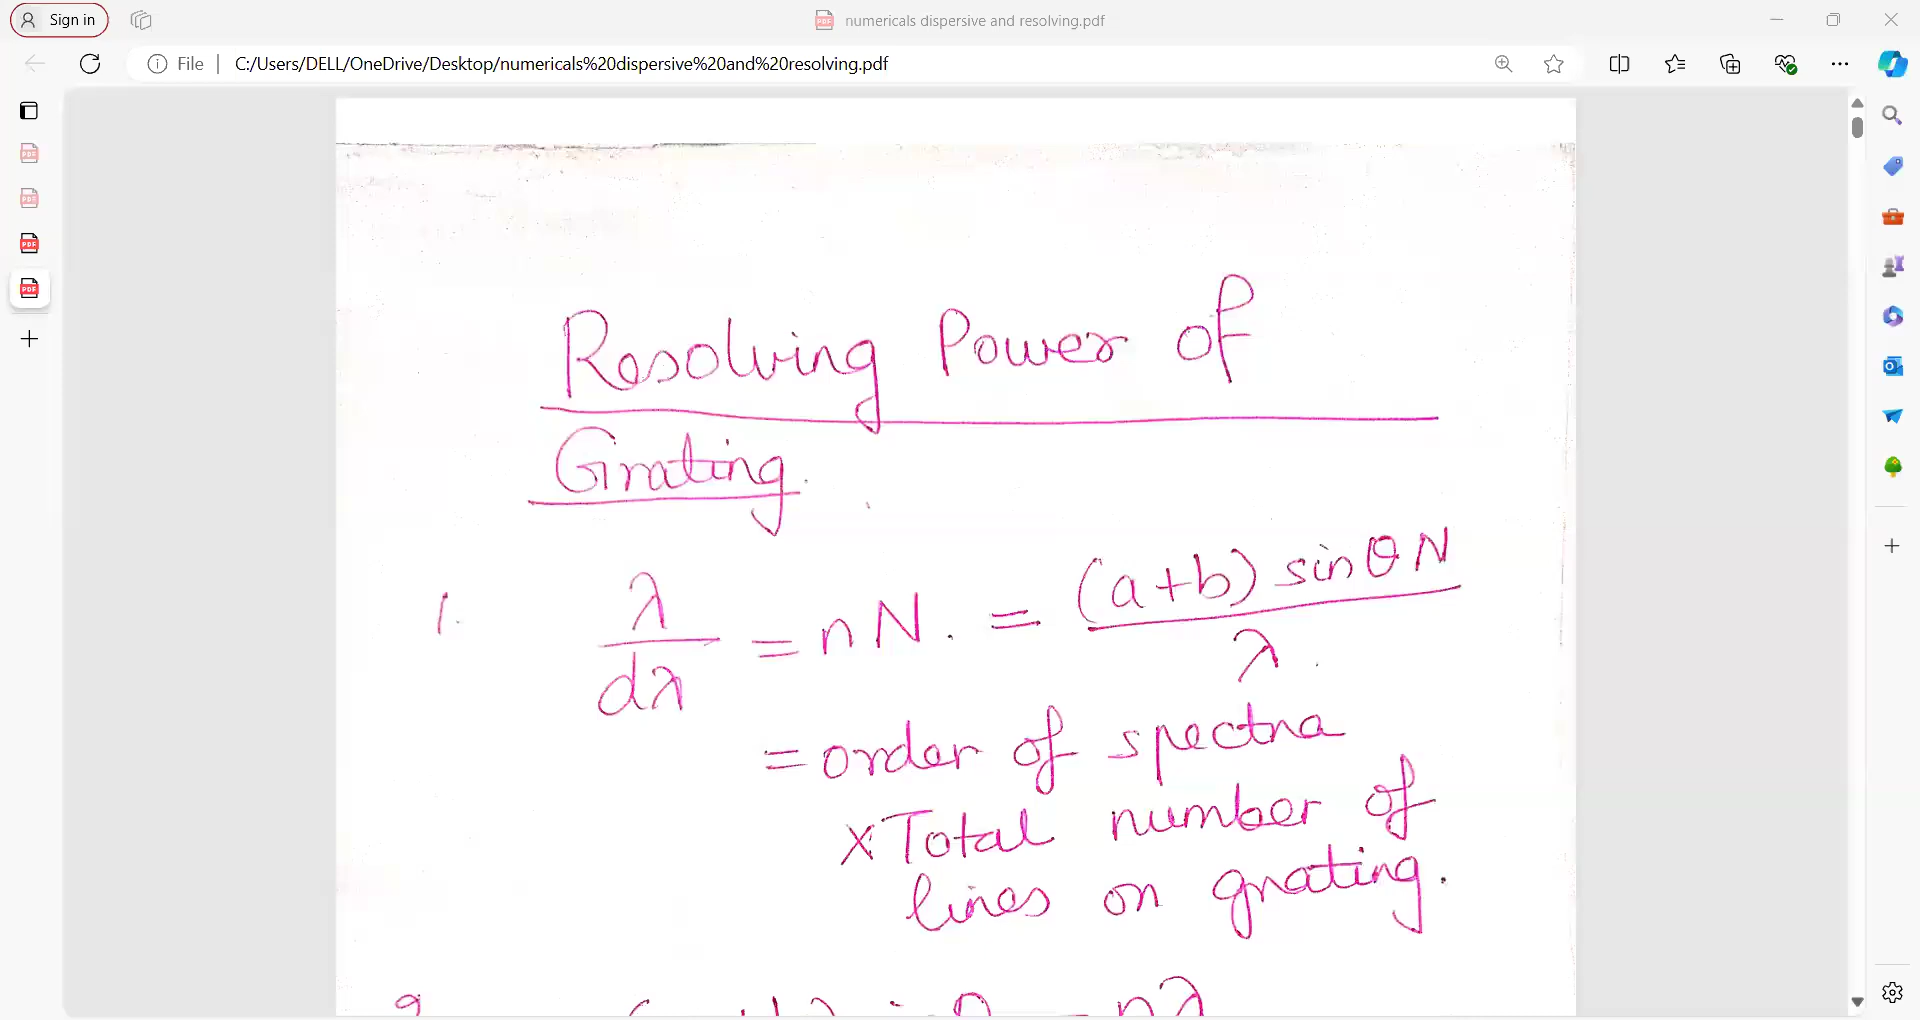 Sign in
numericals dispersive and resolving.pdf
File
C:/Users/DELL/OneDrive/Desktop/numericals%20dispersive%20and%20resolving.pdf
Resolving Power of
Grating.
1. λ/dλ = nN. = (a+b) sinθ N/λ.
= order of spectra
× Total number of
lines on grating.